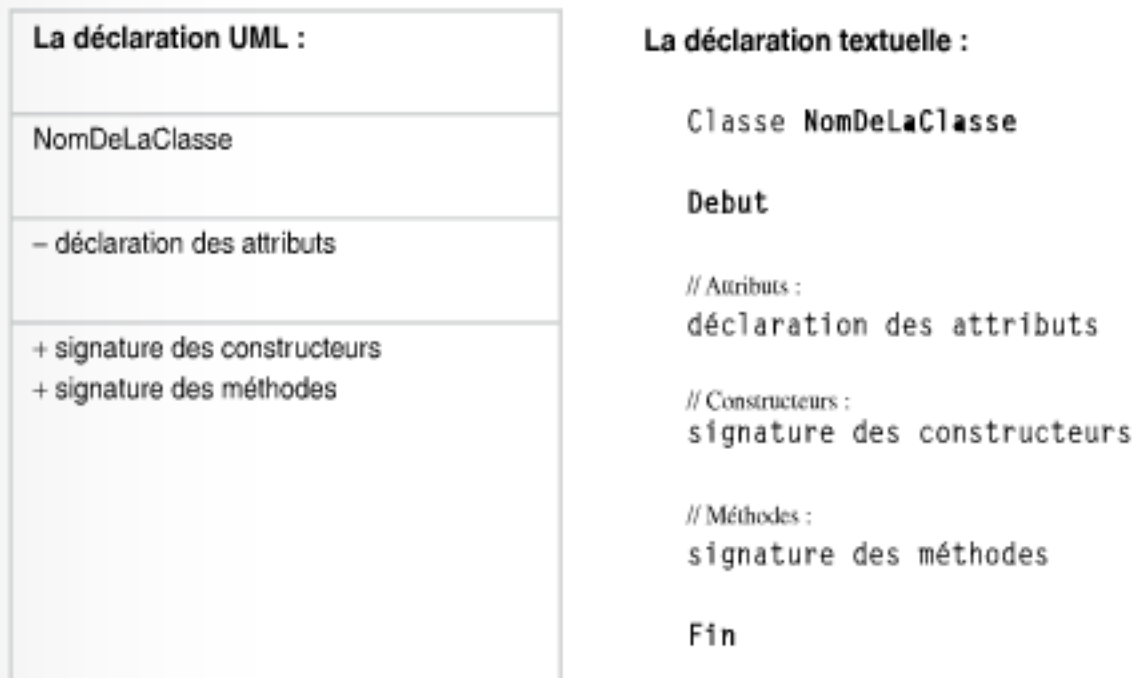 La déclaration UML :
NomDeLaClasse
– déclaration des attributs
+ signature des constructeurs
+ signature des méthodes
La déclaration textuelle :
Classe NomDeLaClasse
Debut
// Attributs :
déclaration des attributs
// Constructeurs :
signature des constructeurs
// Méthodes :
signature des méthodes
Fin